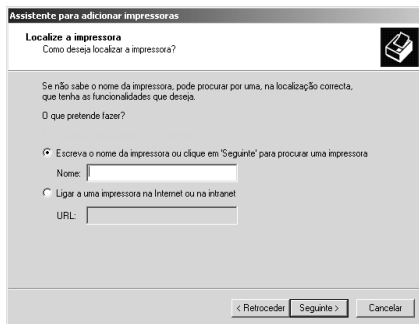 Assistente para adicionar impressoras
Localize a impressora
Como deseja localizar a impressora?
Se não sabe o nome da impressora, pode procurar por uma, na localização correcta,
que tenha as funcionalidades que deseja.
O que pretende fazer?
Escreva o nome da impressora ou clique em 'Seguinte' para procurar uma impressora
Nome:
Ligar a uma impressora na Internet ou na intranet
URL:
< Retroceder Seguinte > Cancelar